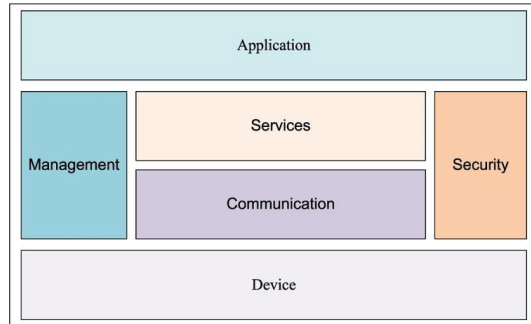 Application
Management
Services
Communication
Security
Device